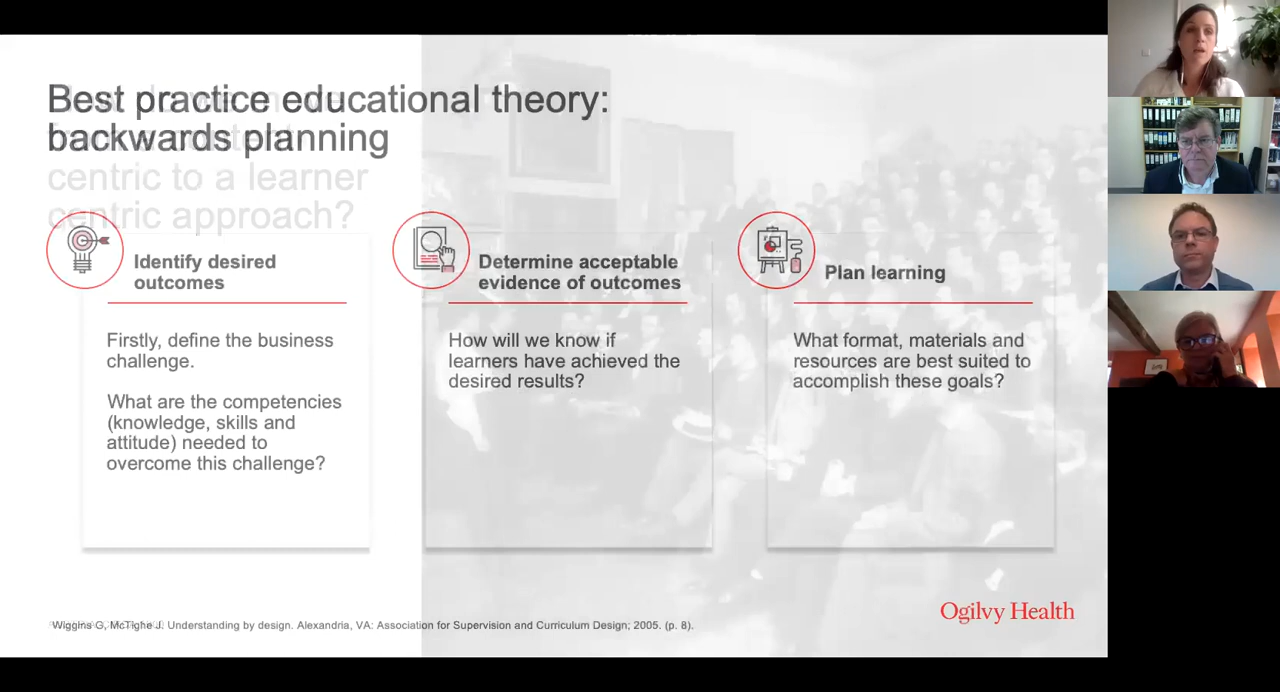 Best practice educational theory:
backwards planning
centric to a learner
centric approach?
Identify desired
outcomes
Firstly, define the business
challenge.
What are the competencies
(knowledge, skills and
attitude) needed to
overcome this challenge?
Determine acceptable
evidence of outcomes
How will we know if
learners have achieved the
desired results?
Plan learning
What format, materials and
resources are best suited to
accomplish these goals?
Ogilvy Health
Wiggins G, McTighe J. Understanding by design. Alexandria, VA: Association for Supervision and Curriculum Design; 2005. (p. 8).